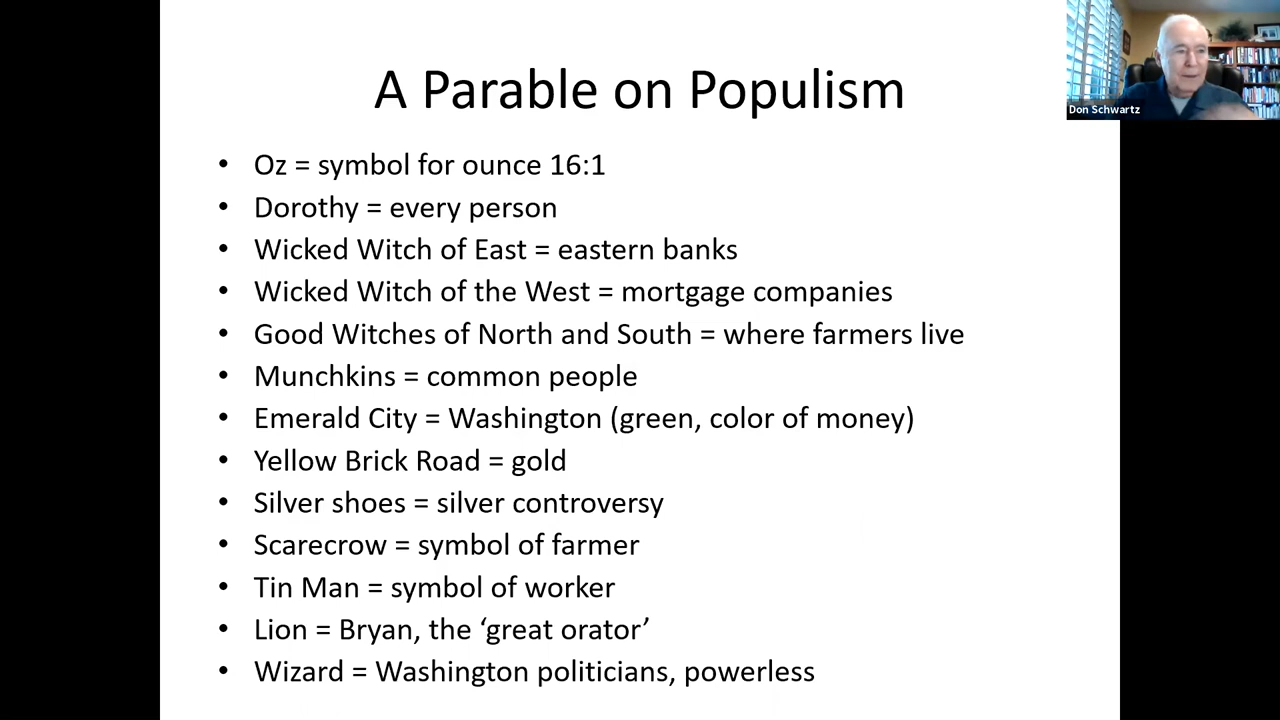 A Parable on Populism
Don Schwartz
• Oz = symbol for ounce 16:1
• Dorothy = every person
• Wicked Witch of East = eastern banks
• Wicked Witch of the West = mortgage companies
• Good Witches of North and South = where farmers live
• Munchkins = common people
• Emerald City = Washington (green, color of money)
• Yellow Brick Road = gold
• Silver shoes = silver controversy
• Scarecrow = symbol of farmer
• Tin Man = symbol of worker
• Lion = Bryan, the ‘great orator’
• Wizard = Washington politicians, powerless